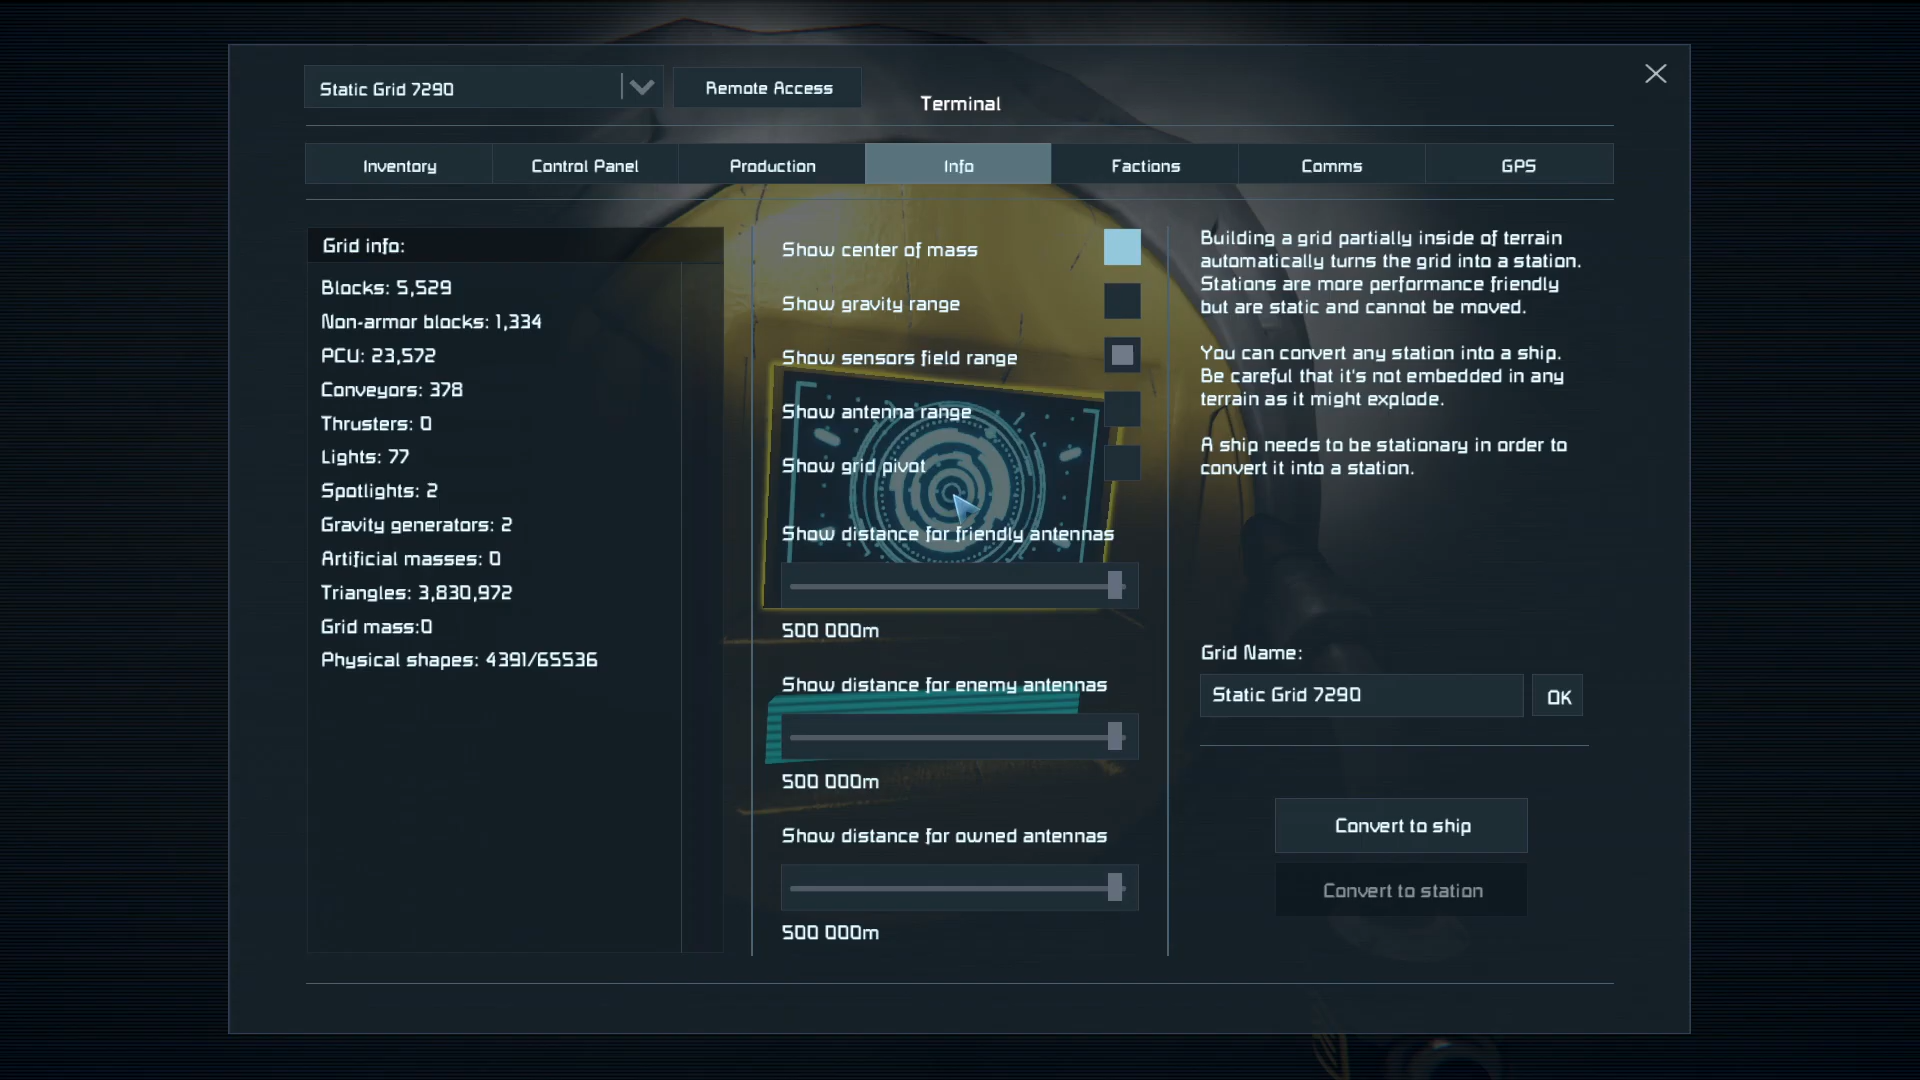 Static Grid 7290
Remote Access
Terminal
Inventory
Control Panel
Production
Info
Factions
Comms
GPS
Grid info:
Blocks: 5,529
Non-armor blocks: 1,334
PCU: 23,572
Conveyors: 378
Thrusters: 0
Lights: 77
Spotlights: 2
Gravity generators: 2
Artificial masses: 0
Triangles: 3,830,972
Grid mass:0
Physical shapes: 4391/65536
Show center of mass
Show gravity range
Show sensors field range
Show antenna range
Show grid pivot
Show distance for friendly antennas
500 000m
Show distance for enemy antennas
500 000m
Show distance for owned antennas
500 000m
Building a grid partially inside of terrain
automatically turns the grid into a station.
Stations are more performance friendly
but are static and cannot be moved.
You can convert any station into a ship.
Be careful that it's not embedded in any
terrain as it might explode.
A ship needs to be stationary in order to
convert it into a station.
Grid Name:
Static Grid 7290
OK
Convert to ship
Convert to station